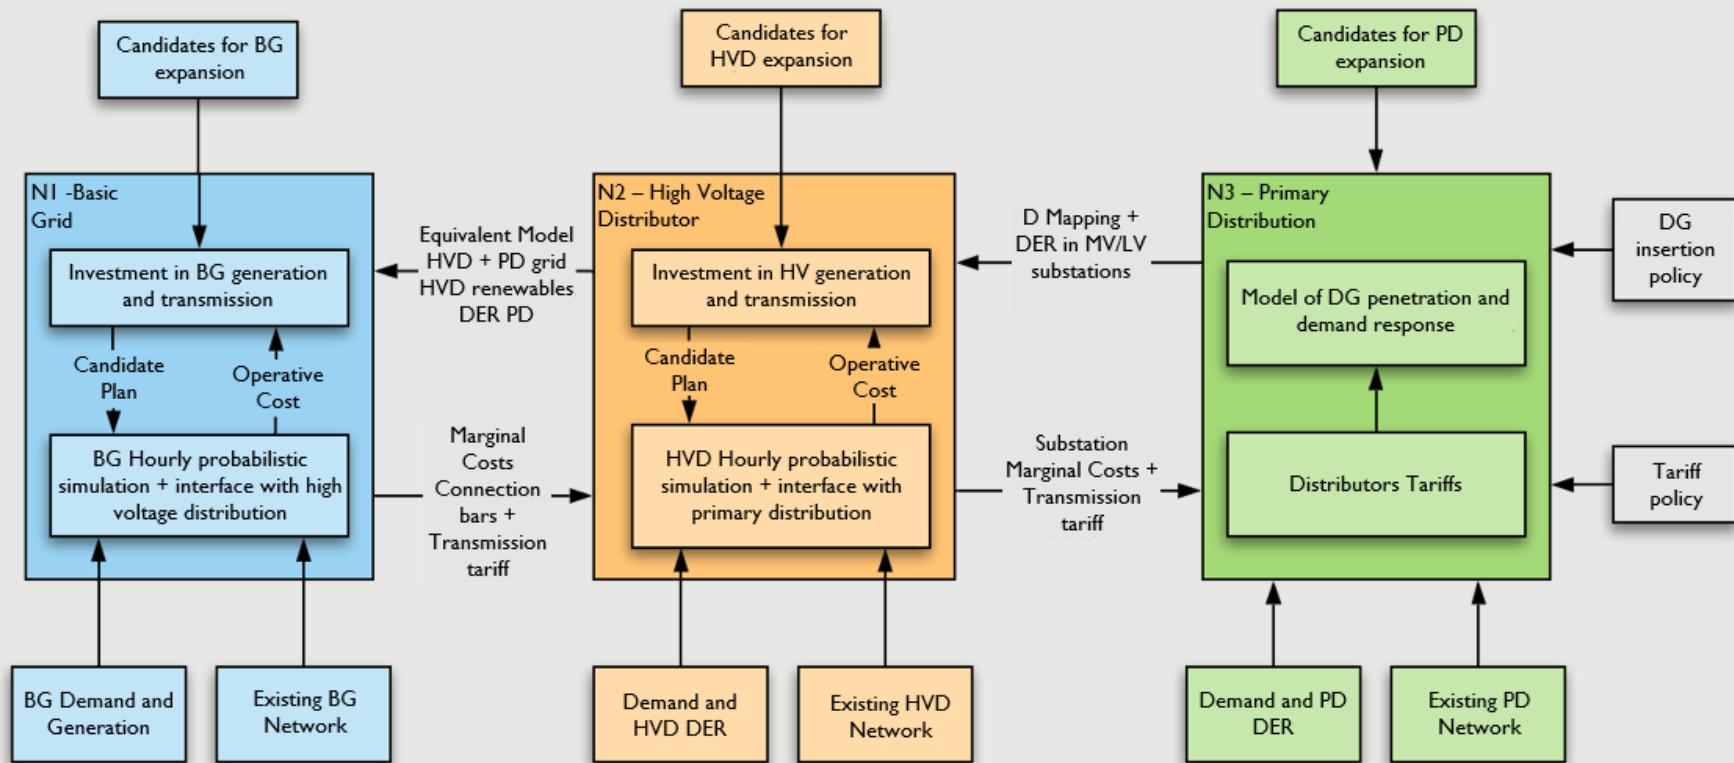 Candidates for BG
expansion
Candidates for
HVD expansion
Candidates for PD
expansion
N1 -Basic
Grid
Investment in BG generation
and transmission
Candidate
Plan
Operative
Cost
BG Hourly probabilistic
simulation + interface with high
voltage distribution
Equivalent Model
HVD + PD grid
HVD renewables,
DER PD
Marginal
Costs
Connection
bars +
Transmission
tariff
N2 – High Voltage
Distributor
Investment in HV generation
and transmission
Candidate
Plan
Operative
Cost
HVD Hourly probabilistic
simulation + interface with
primary distribution
D Mapping +
DER in MV/LV
substations
Substation
Marginal Costs +
Transmission
tariff
N3 – Primary
Distribution
Model of DG penetration and
demand response
Distributors Tariffs
DG
insertion
policy
Tariff
policy
BG Demand and
Generation
Existing BG
Network
Demand and
HVD DER
Existing HVD
Network
Demand and PD
DER
Existing PD
Network